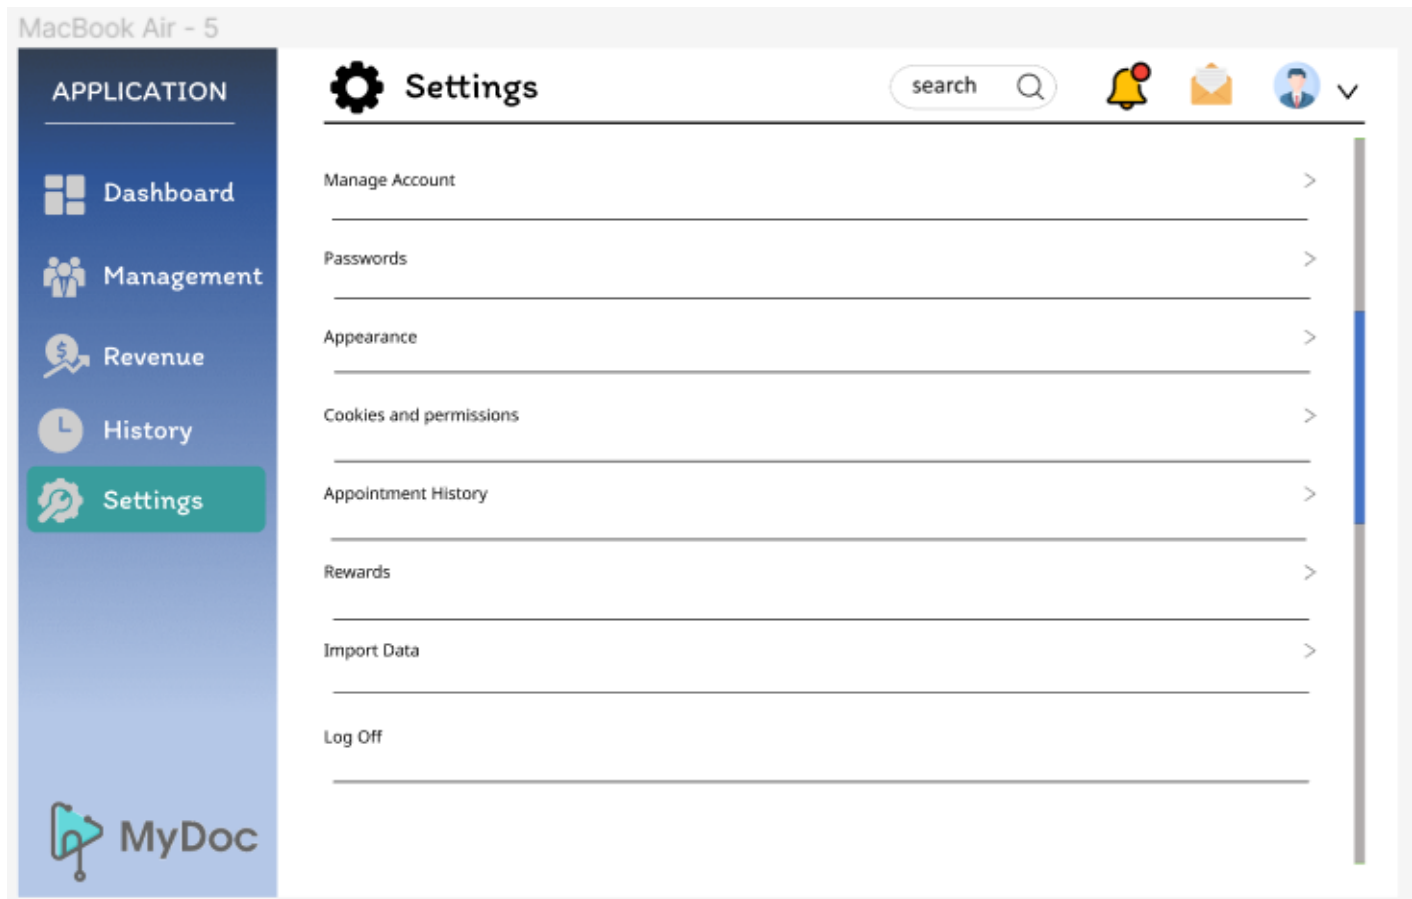 MacBook Air - 5
APPLICATION
Dashboard
Management
Revenue
History
Settings
MyDoc
Settings
search
Manage Account
Passwords
Appearance
Cookies and permissions
Appointment History
Rewards
Import Data
Log Off